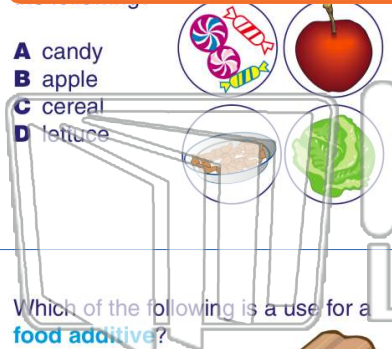 A candy
B apple
C cereal
D lettuce
Which of the following is a use for a
food additive?